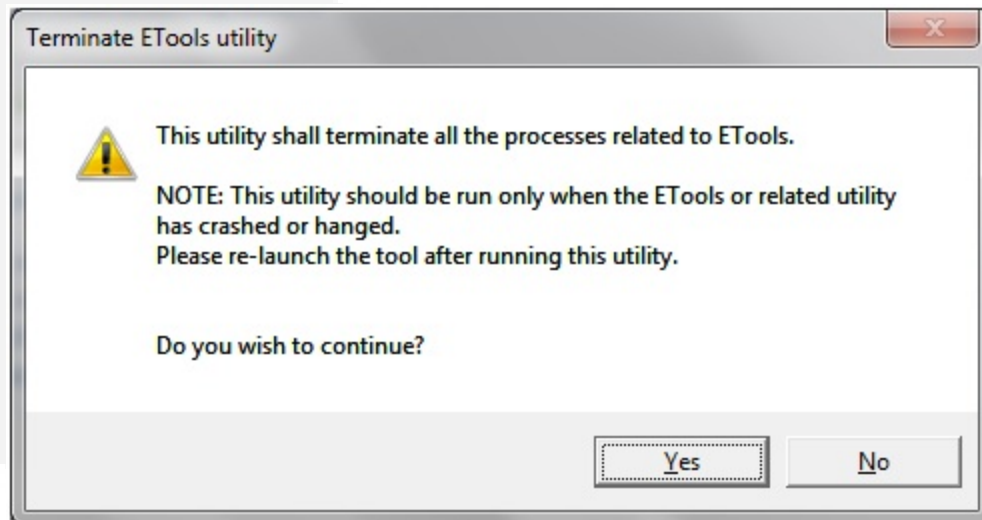 Terminate ETools utility
This utility shall terminate all the processes related to ETools.
NOTE: This utility should be run only when the ETools or related utility
has crashed or hanged.
Please re-launch the tool after running this utility.
Do you wish to continue?
Yes
No